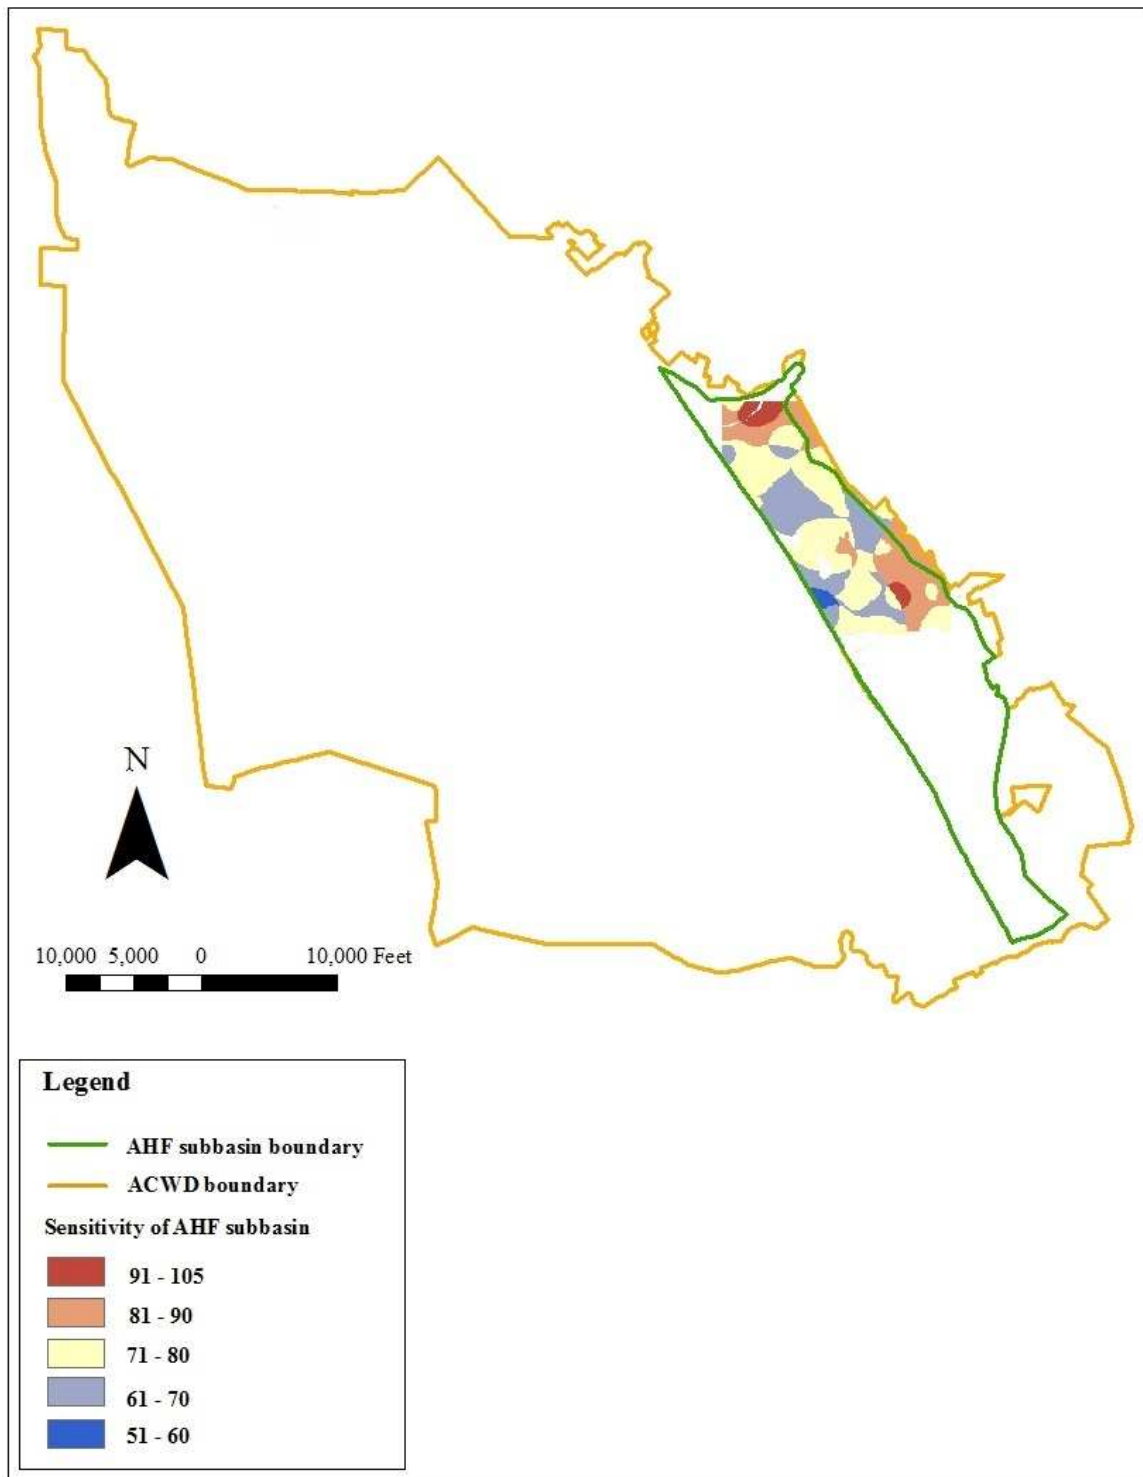 N
10,000 5,000 0 10,000 Feet
Legend
AHF subbasin boundary
ACWD boundary
Sensitivity of AHF subbasin
91 - 105
81 - 90
71 - 80
61 - 70
51 - 60